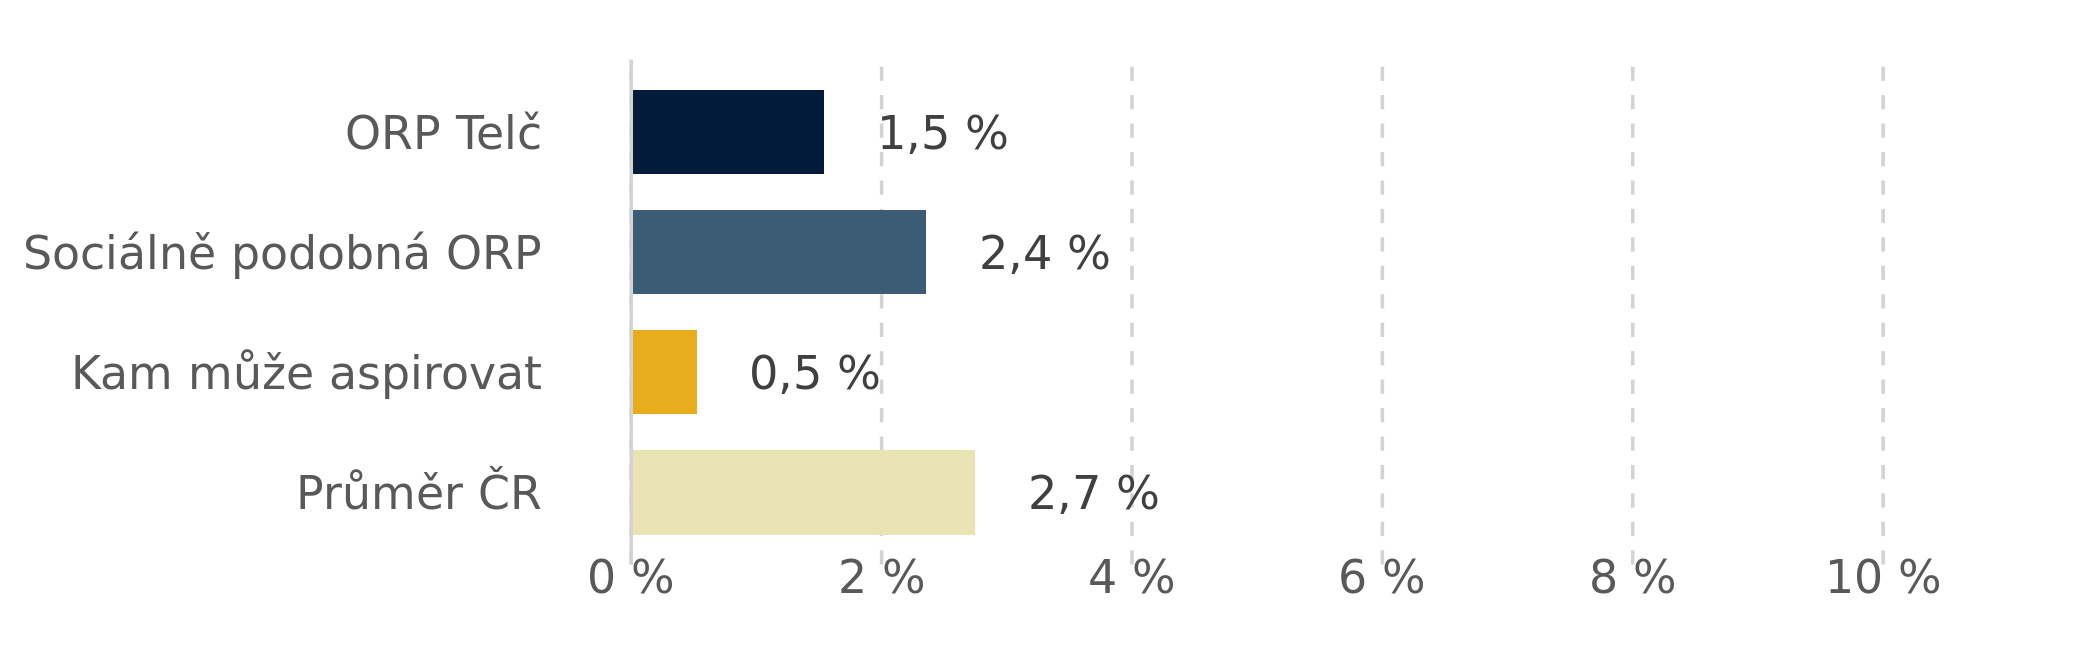 ORP Telč 1,5 %
Sociálně podobná ORP 2,4 %
Kam může aspirovat 0,5 %
Průměr ČR 2,7 %
0 % 2 % 4 % 6 % 8 % 10 %